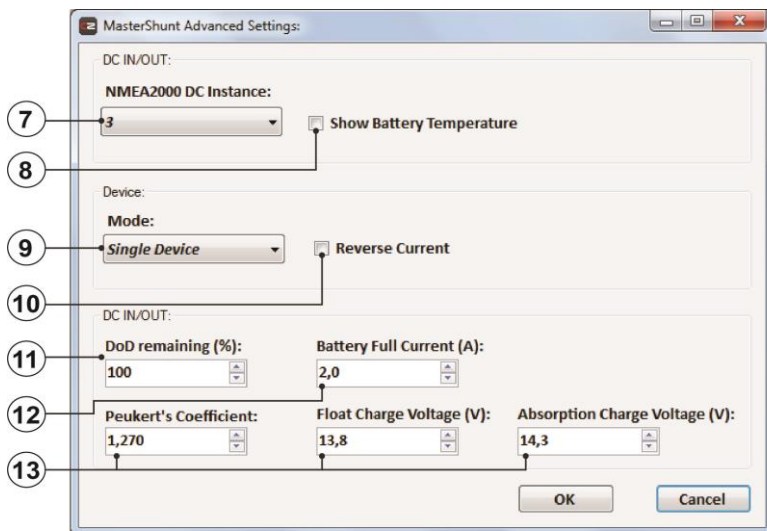 MasterShunt Advanced Settings:
DC IN/OUT:
NMEA2000 DC Instance:
7
3
Show Battery Temperature
8
Device:
Mode:
9
Single Device
Reverse Current
10
DC IN/OUT:
11
DoD remaining (%):
Battery Full Current (A):
100
2,0
12
Peukert's Coefficient:
Float Charge Voltage (V):
Absorption Charge Voltage (V):
1,270
13,8
14,3
13
OK
Cancel